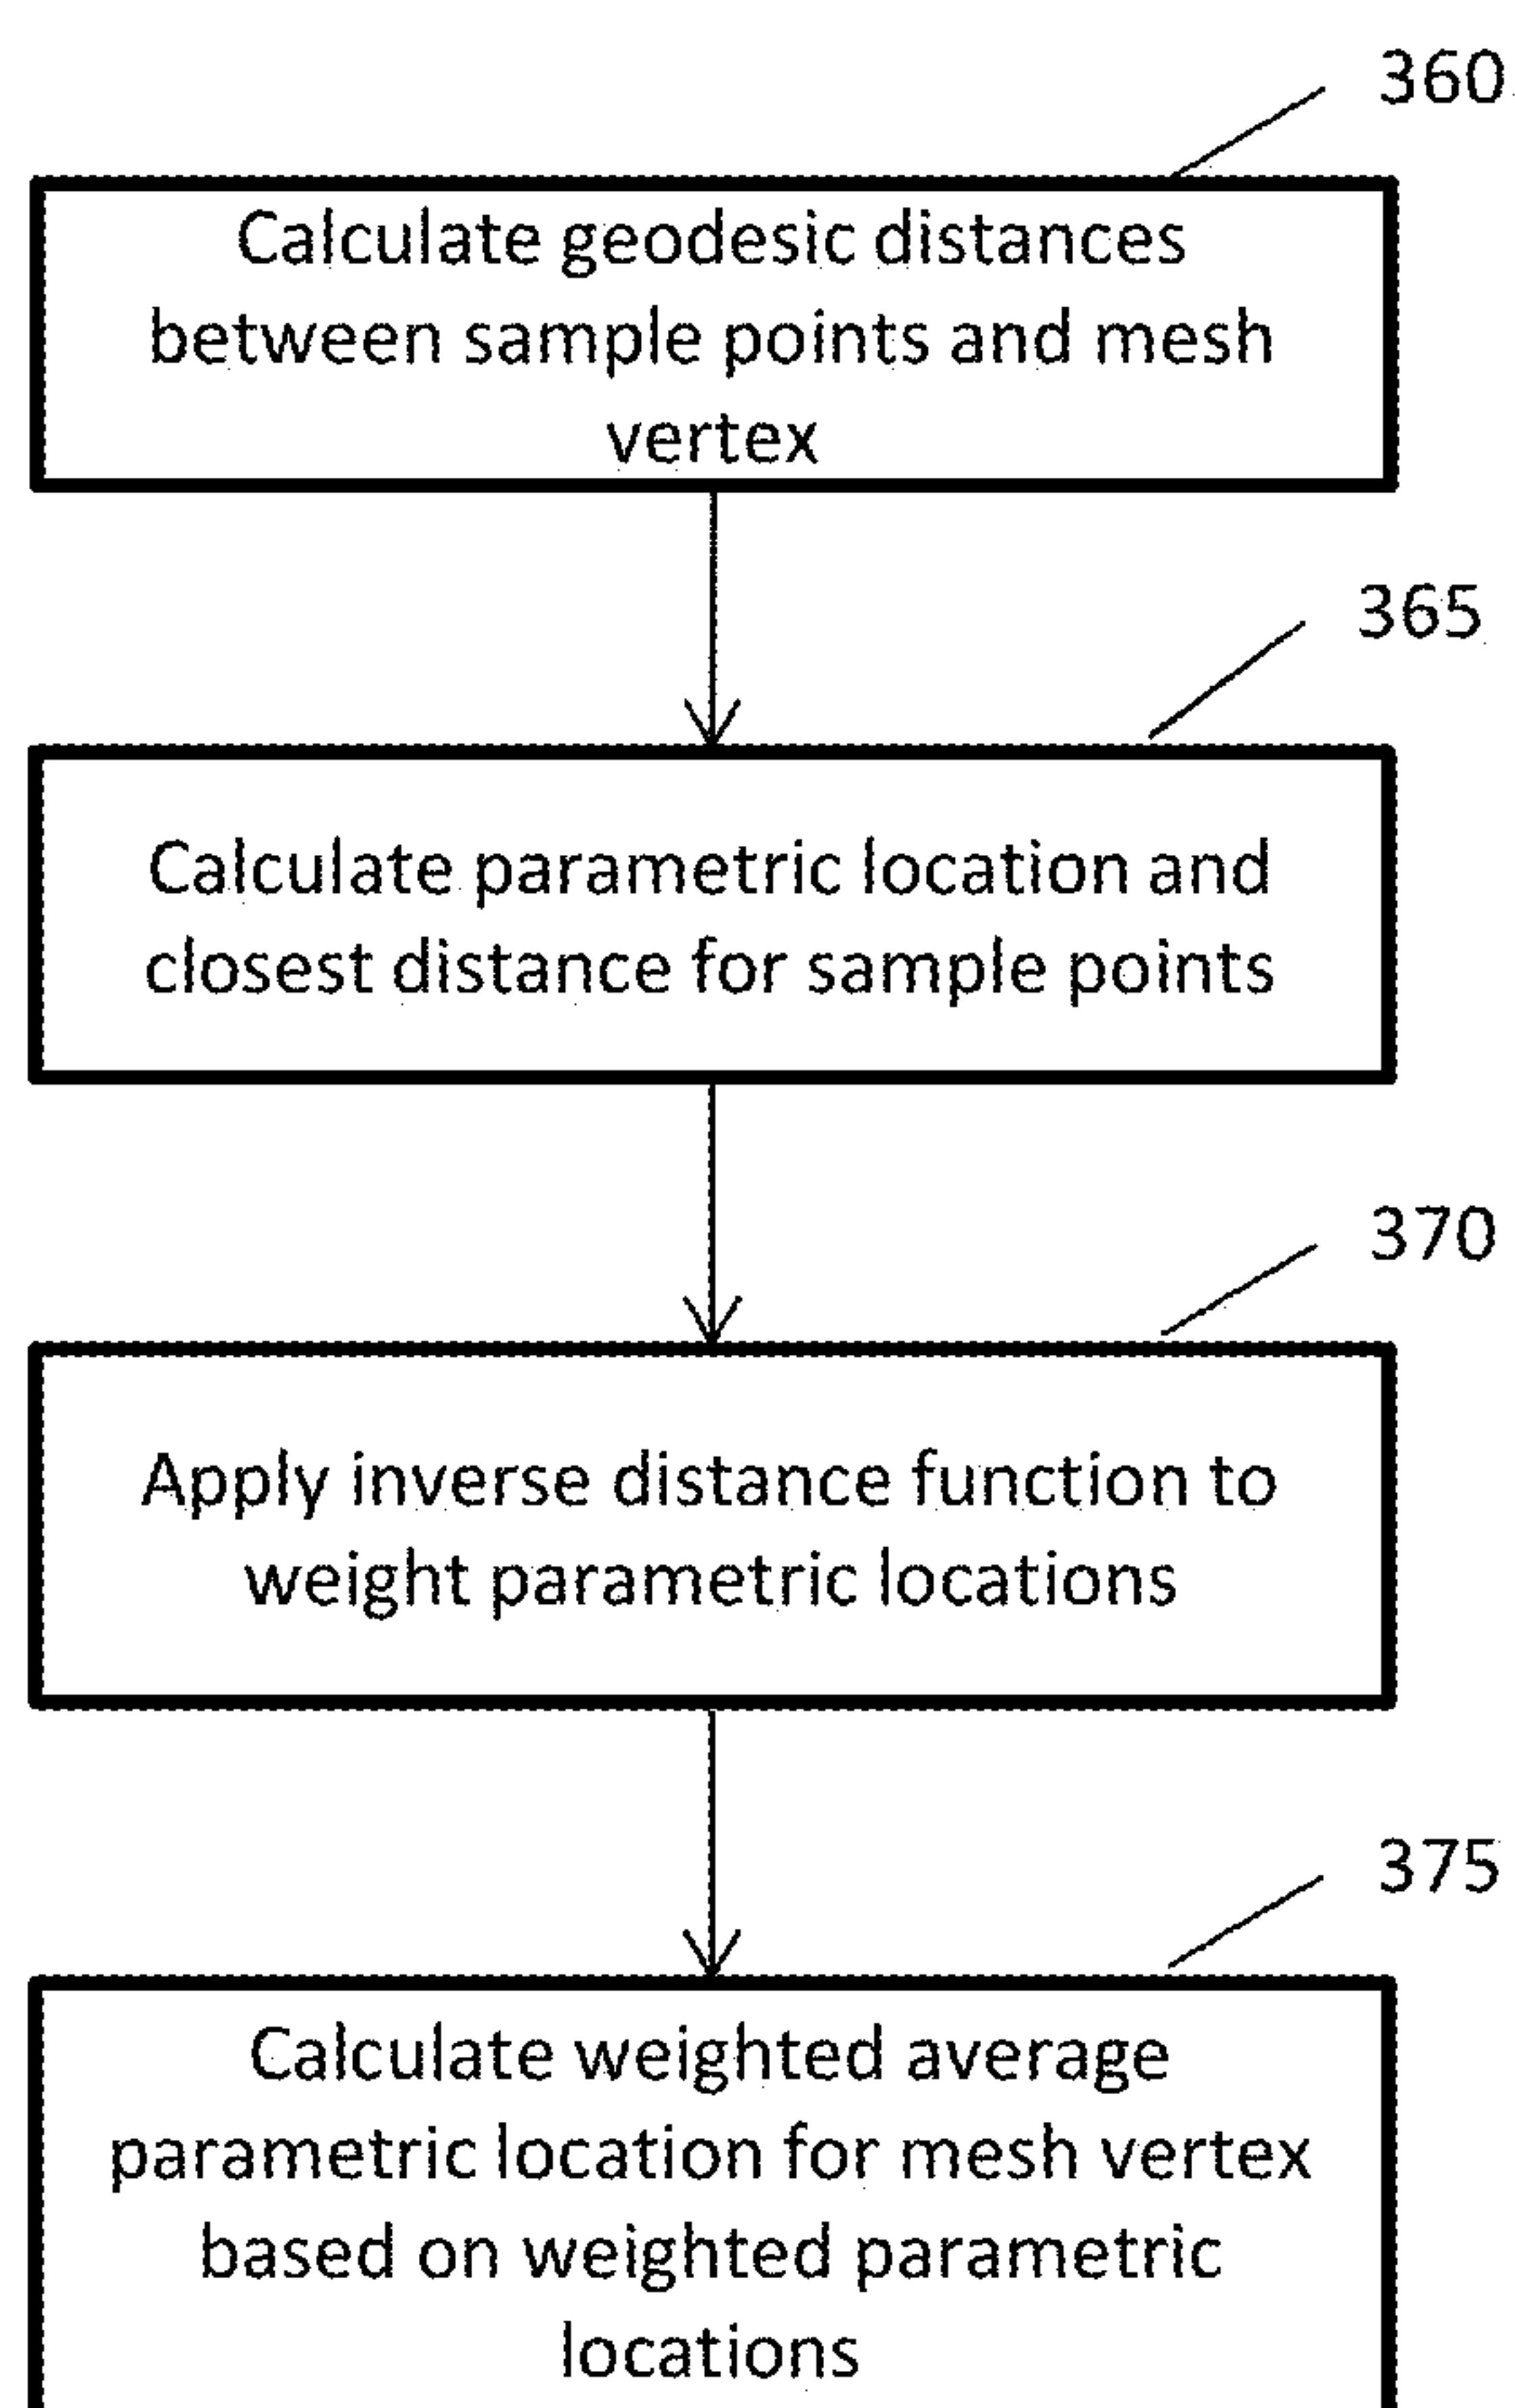 360
Calculate geodesic distances
between sample points and mesh
vertex
365
Calculate parametric location and
closest distance for sample points
370
Apply inverse distance function to
weight parametric locations
375
Calculate weighted average
parametric location for mesh vertex
based on weighted parametric
locations